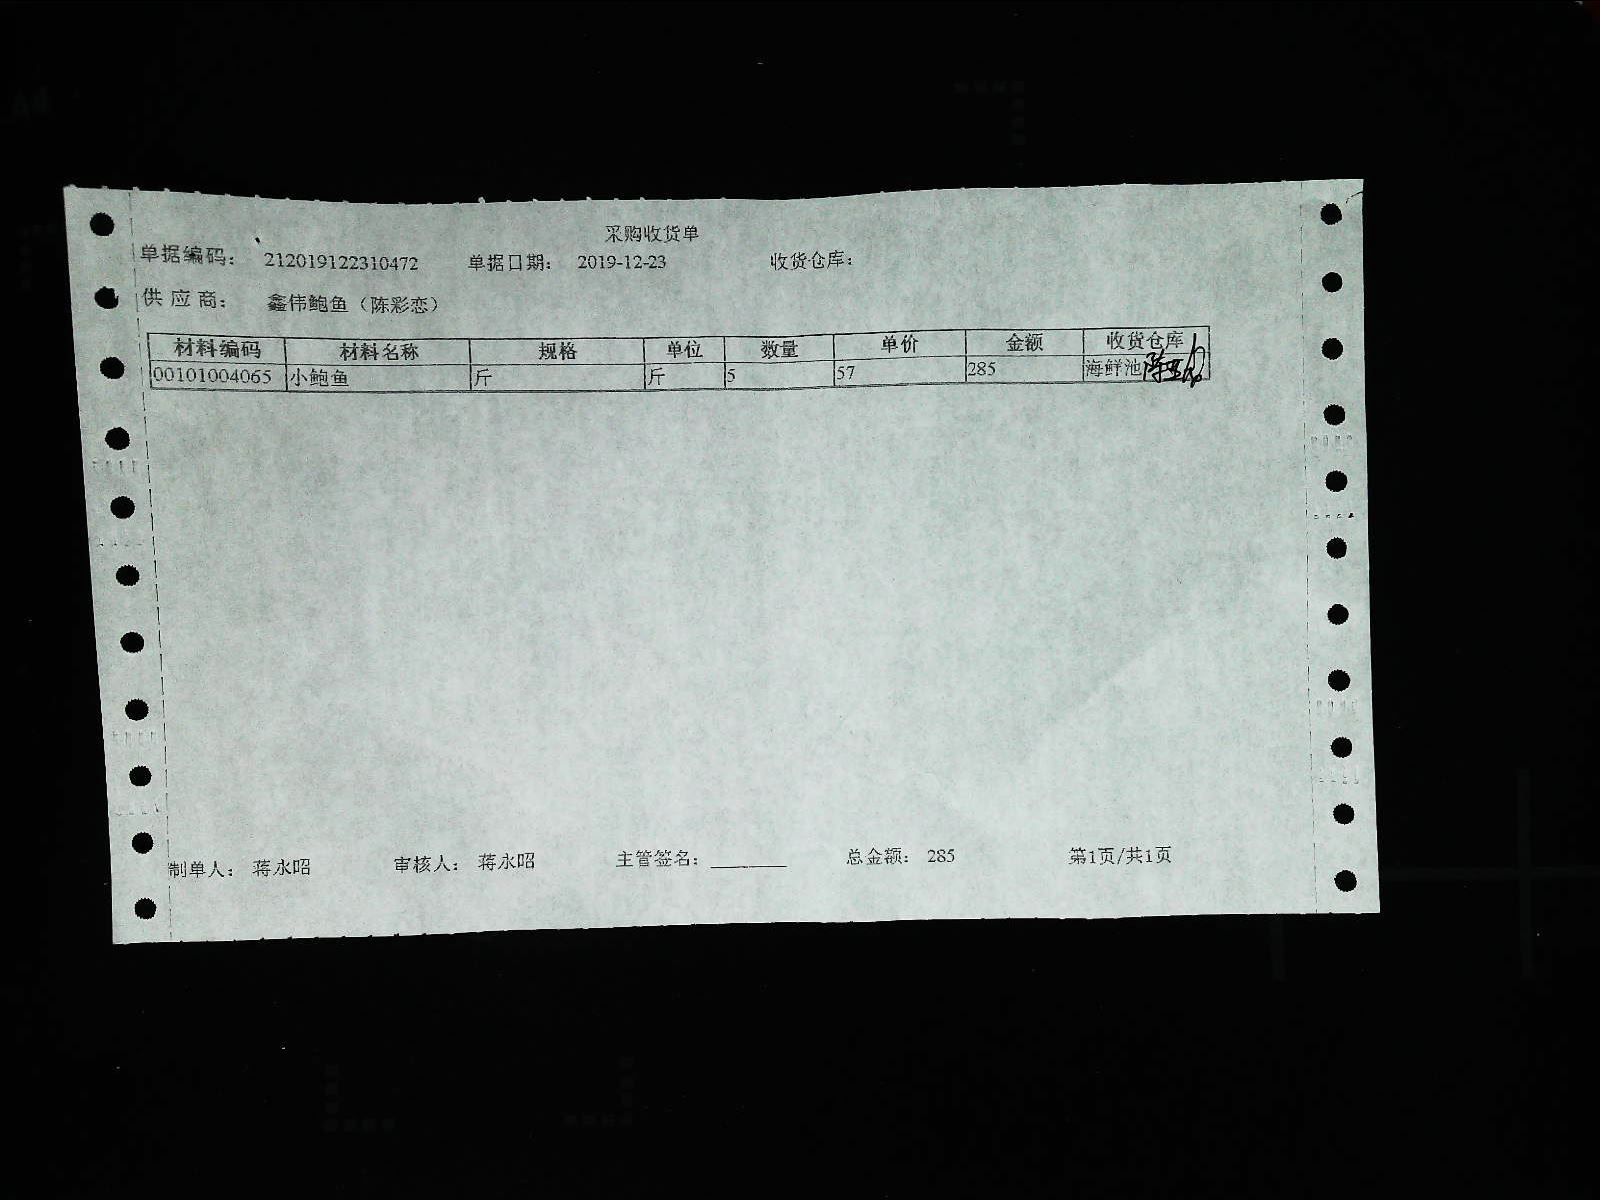 采购收货单
单据编码： 212019122310472 单据日期： 2019-12-23 收货仓库：
供应商： 鑫伟鲍鱼（陈彩恋）
材料编码 材料名称 规格 单位 数量 单价 金额 收货仓库
00101004065 小鲍鱼 斤 斤 5 57 285 海鲜池
制单人： 蒋永昭 审核人： 蒋永昭 主管签名：________ 总金额： 285 第1页/共1页